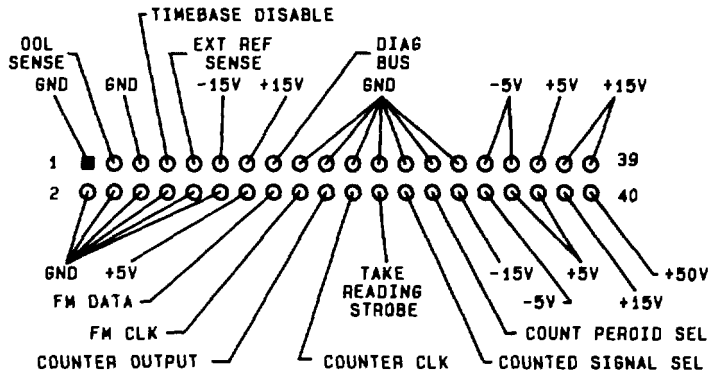 TIMEBASE DISABLE
OOL
SENSE
EXT REF
SENSE
DIAG
BUS
GND
GND
-15V
+15V
GND
-5V
+5V
+15V
1
39
2
40
GND
+5V
TAKE
READING
STROBE
-15V
+5V
+50V
FM DATA
-5V
+15V
FM CLK
COUNT PEROID SEL
COUNTER OUTPUT
COUNTER CLK
COUNTED SIGNAL SEL